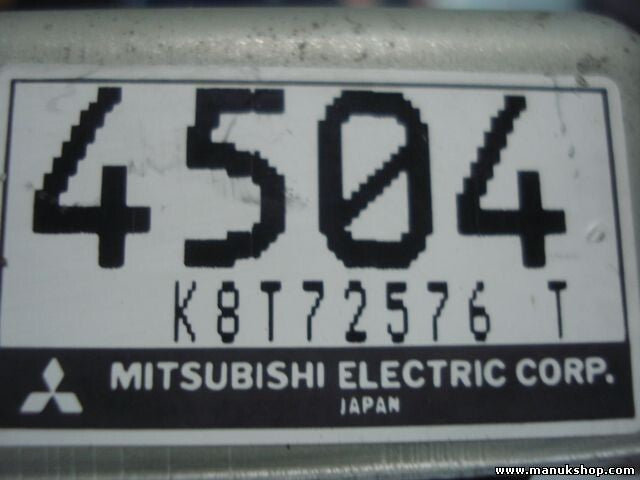 4504
K8T72576 T
MITSUBISHI ELECTRIC CORP.
JAPAN
www.manukshop.com